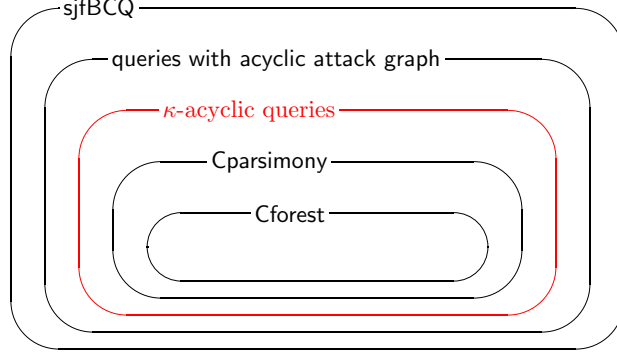 sjfBCQ
queries with acyclic attack graph
κ-acyclic queries
Cparsimony
Cforest